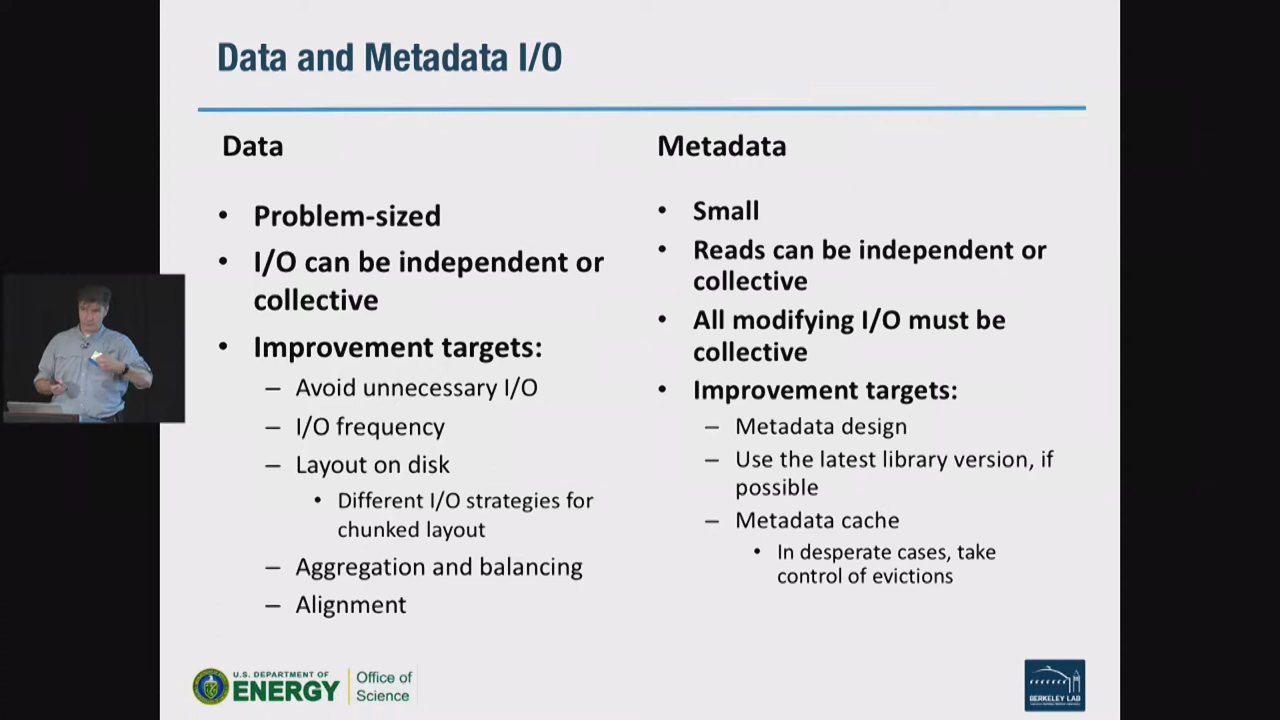 Data and Metadata I/O
Data
• Problem-sized
• I/O can be independent or
collective
• Improvement targets:
– Avoid unnecessary I/O
– I/O frequency
– Layout on disk
• Different I/O strategies for
chunked layout
– Aggregation and balancing
– Alignment
Metadata
• Small
• Reads can be independent or
collective
• All modifying I/O must be
collective
• Improvement targets:
– Metadata design
– Use the latest library version, if
possible
– Metadata cache
• In desperate cases, take
control of evictions
U.S. DEPARTMENT OF
ENERGY
Office of
Science
BERKELEY LAB